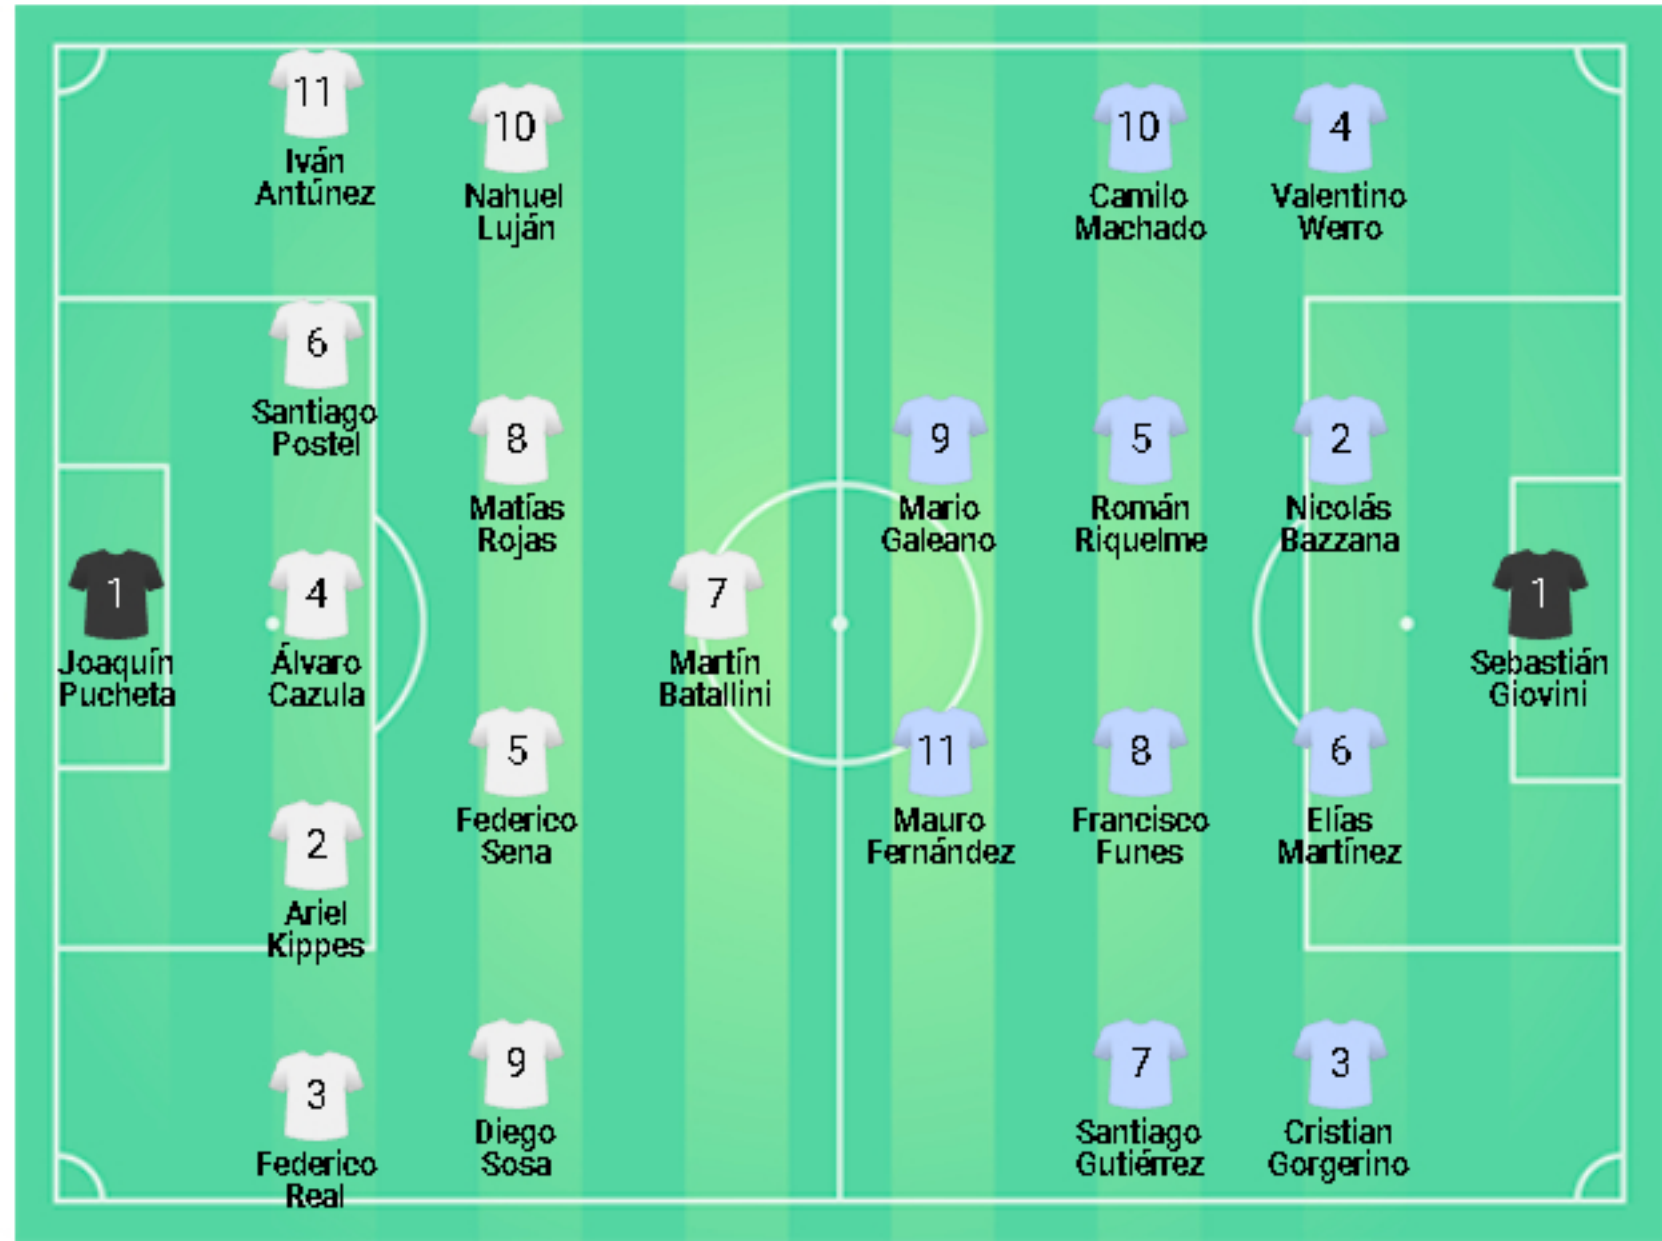 11
Iván
Antúnez
10
Nahuel
Luján
6
Santiago
Postel
8
Matías
Rojas
1
Joaquín
Pucheta
4
Álvaro
Cazula
7
Martín
Batallini
5
Federico
Sena
2
Ariel
Kippes
9
Diego
Sosa
3
Federico
Real
10
Camilo
Machado
4
Valentino
Werro
9
Mario
Galeano
5
Román
Riquelme
2
Nicolás
Bazzana
1
Sebastián
Giovini
11
Mauro
Fernández
8
Francisco
Funes
6
Elías
Martínez
7
Santiago
Gutiérrez
3
Cristian
Gorgerino